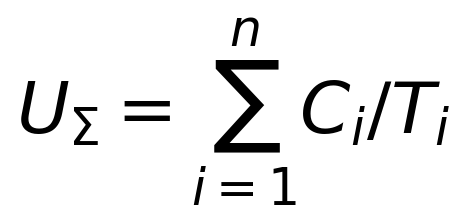 U_Σ = ∑_{i=1}^{n} C_i/T_i